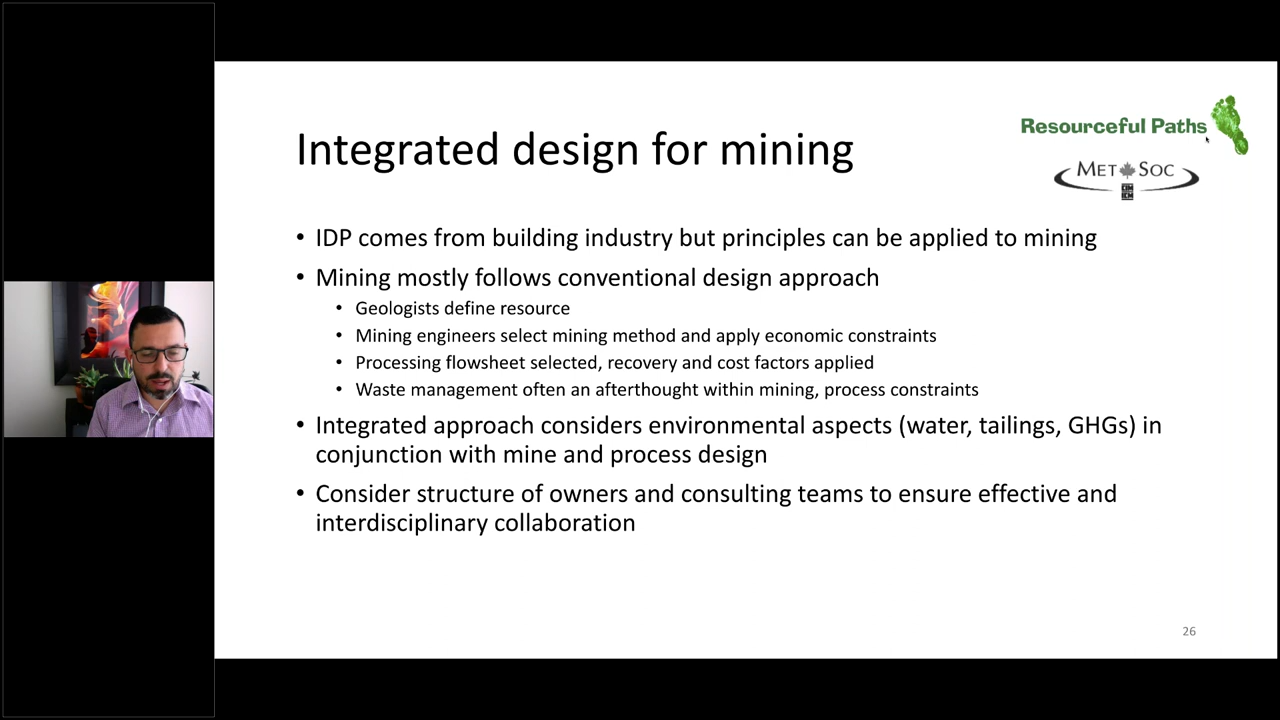 Resourceful Paths
MET SOC
CIM
ICM
Integrated design for mining
• IDP comes from building industry but principles can be applied to mining
• Mining mostly follows conventional design approach
• Geologists define resource
• Mining engineers select mining method and apply economic constraints
• Processing flowsheet selected, recovery and cost factors applied
• Waste management often an afterthought within mining, process constraints
• Integrated approach considers environmental aspects (water, tailings, GHGs) in
conjunction with mine and process design
• Consider structure of owners and consulting teams to ensure effective and
interdisciplinary collaboration
26